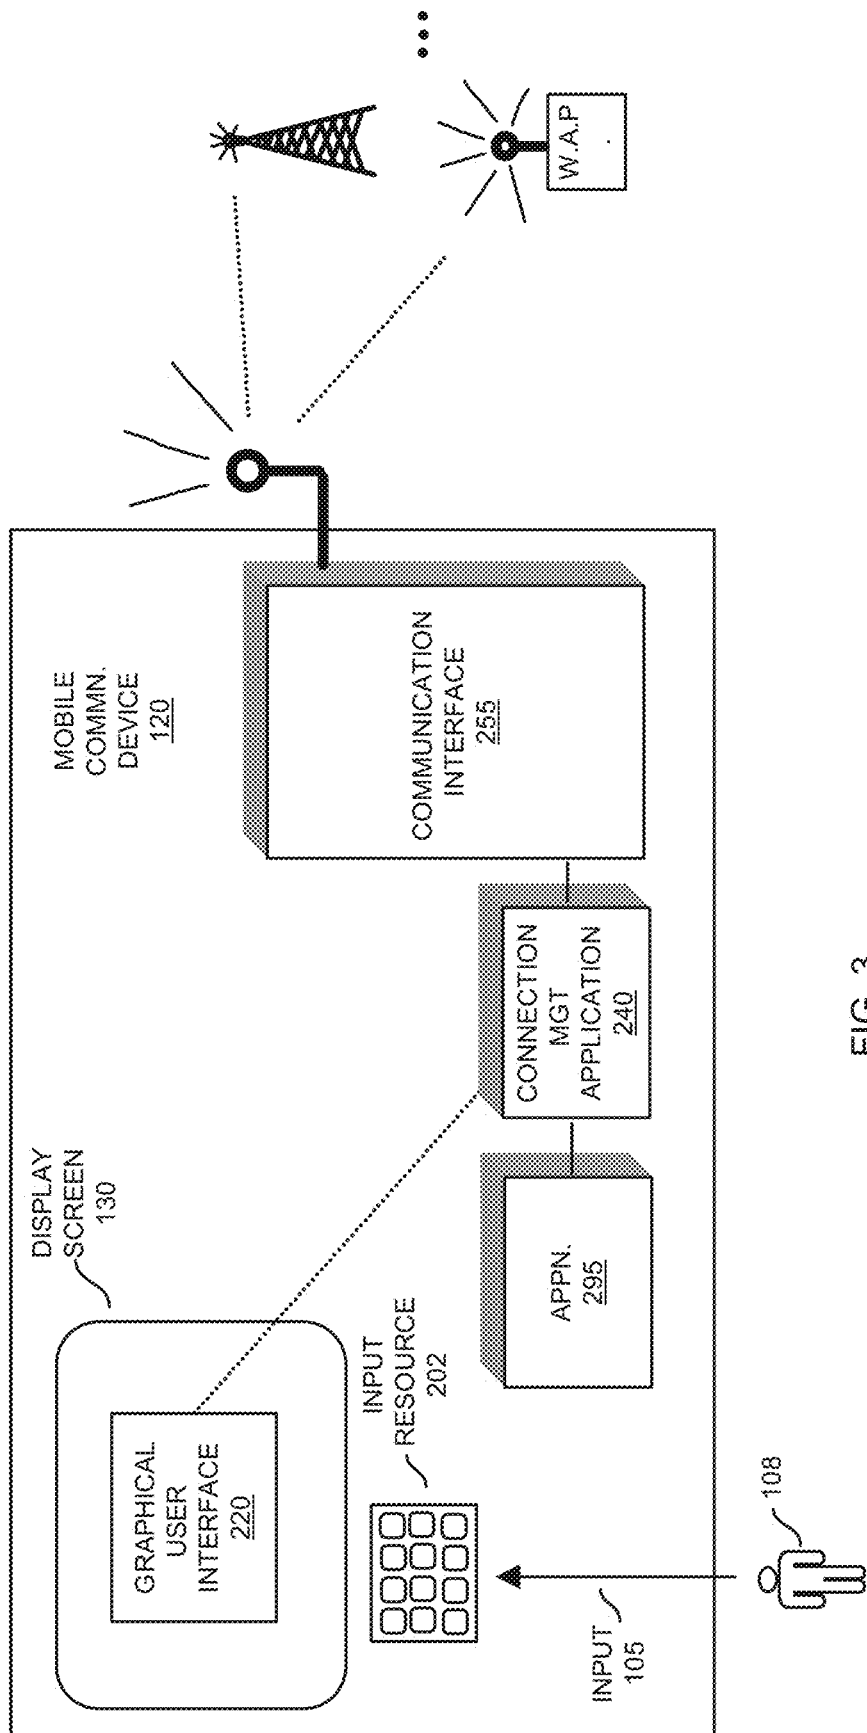 DISPLAY
SCREEN
130
GRAPHICAL
USER
INTERFACE
220
INPUT
RESOURCE
202
INPUT
105
108
APPN.
295
CONNECTION
MGT
APPLICATION
240
MOBILE
COMMN.
DEVICE
120
COMMUNICATION
INTERFACE
255
W.A.P
FIG. 3